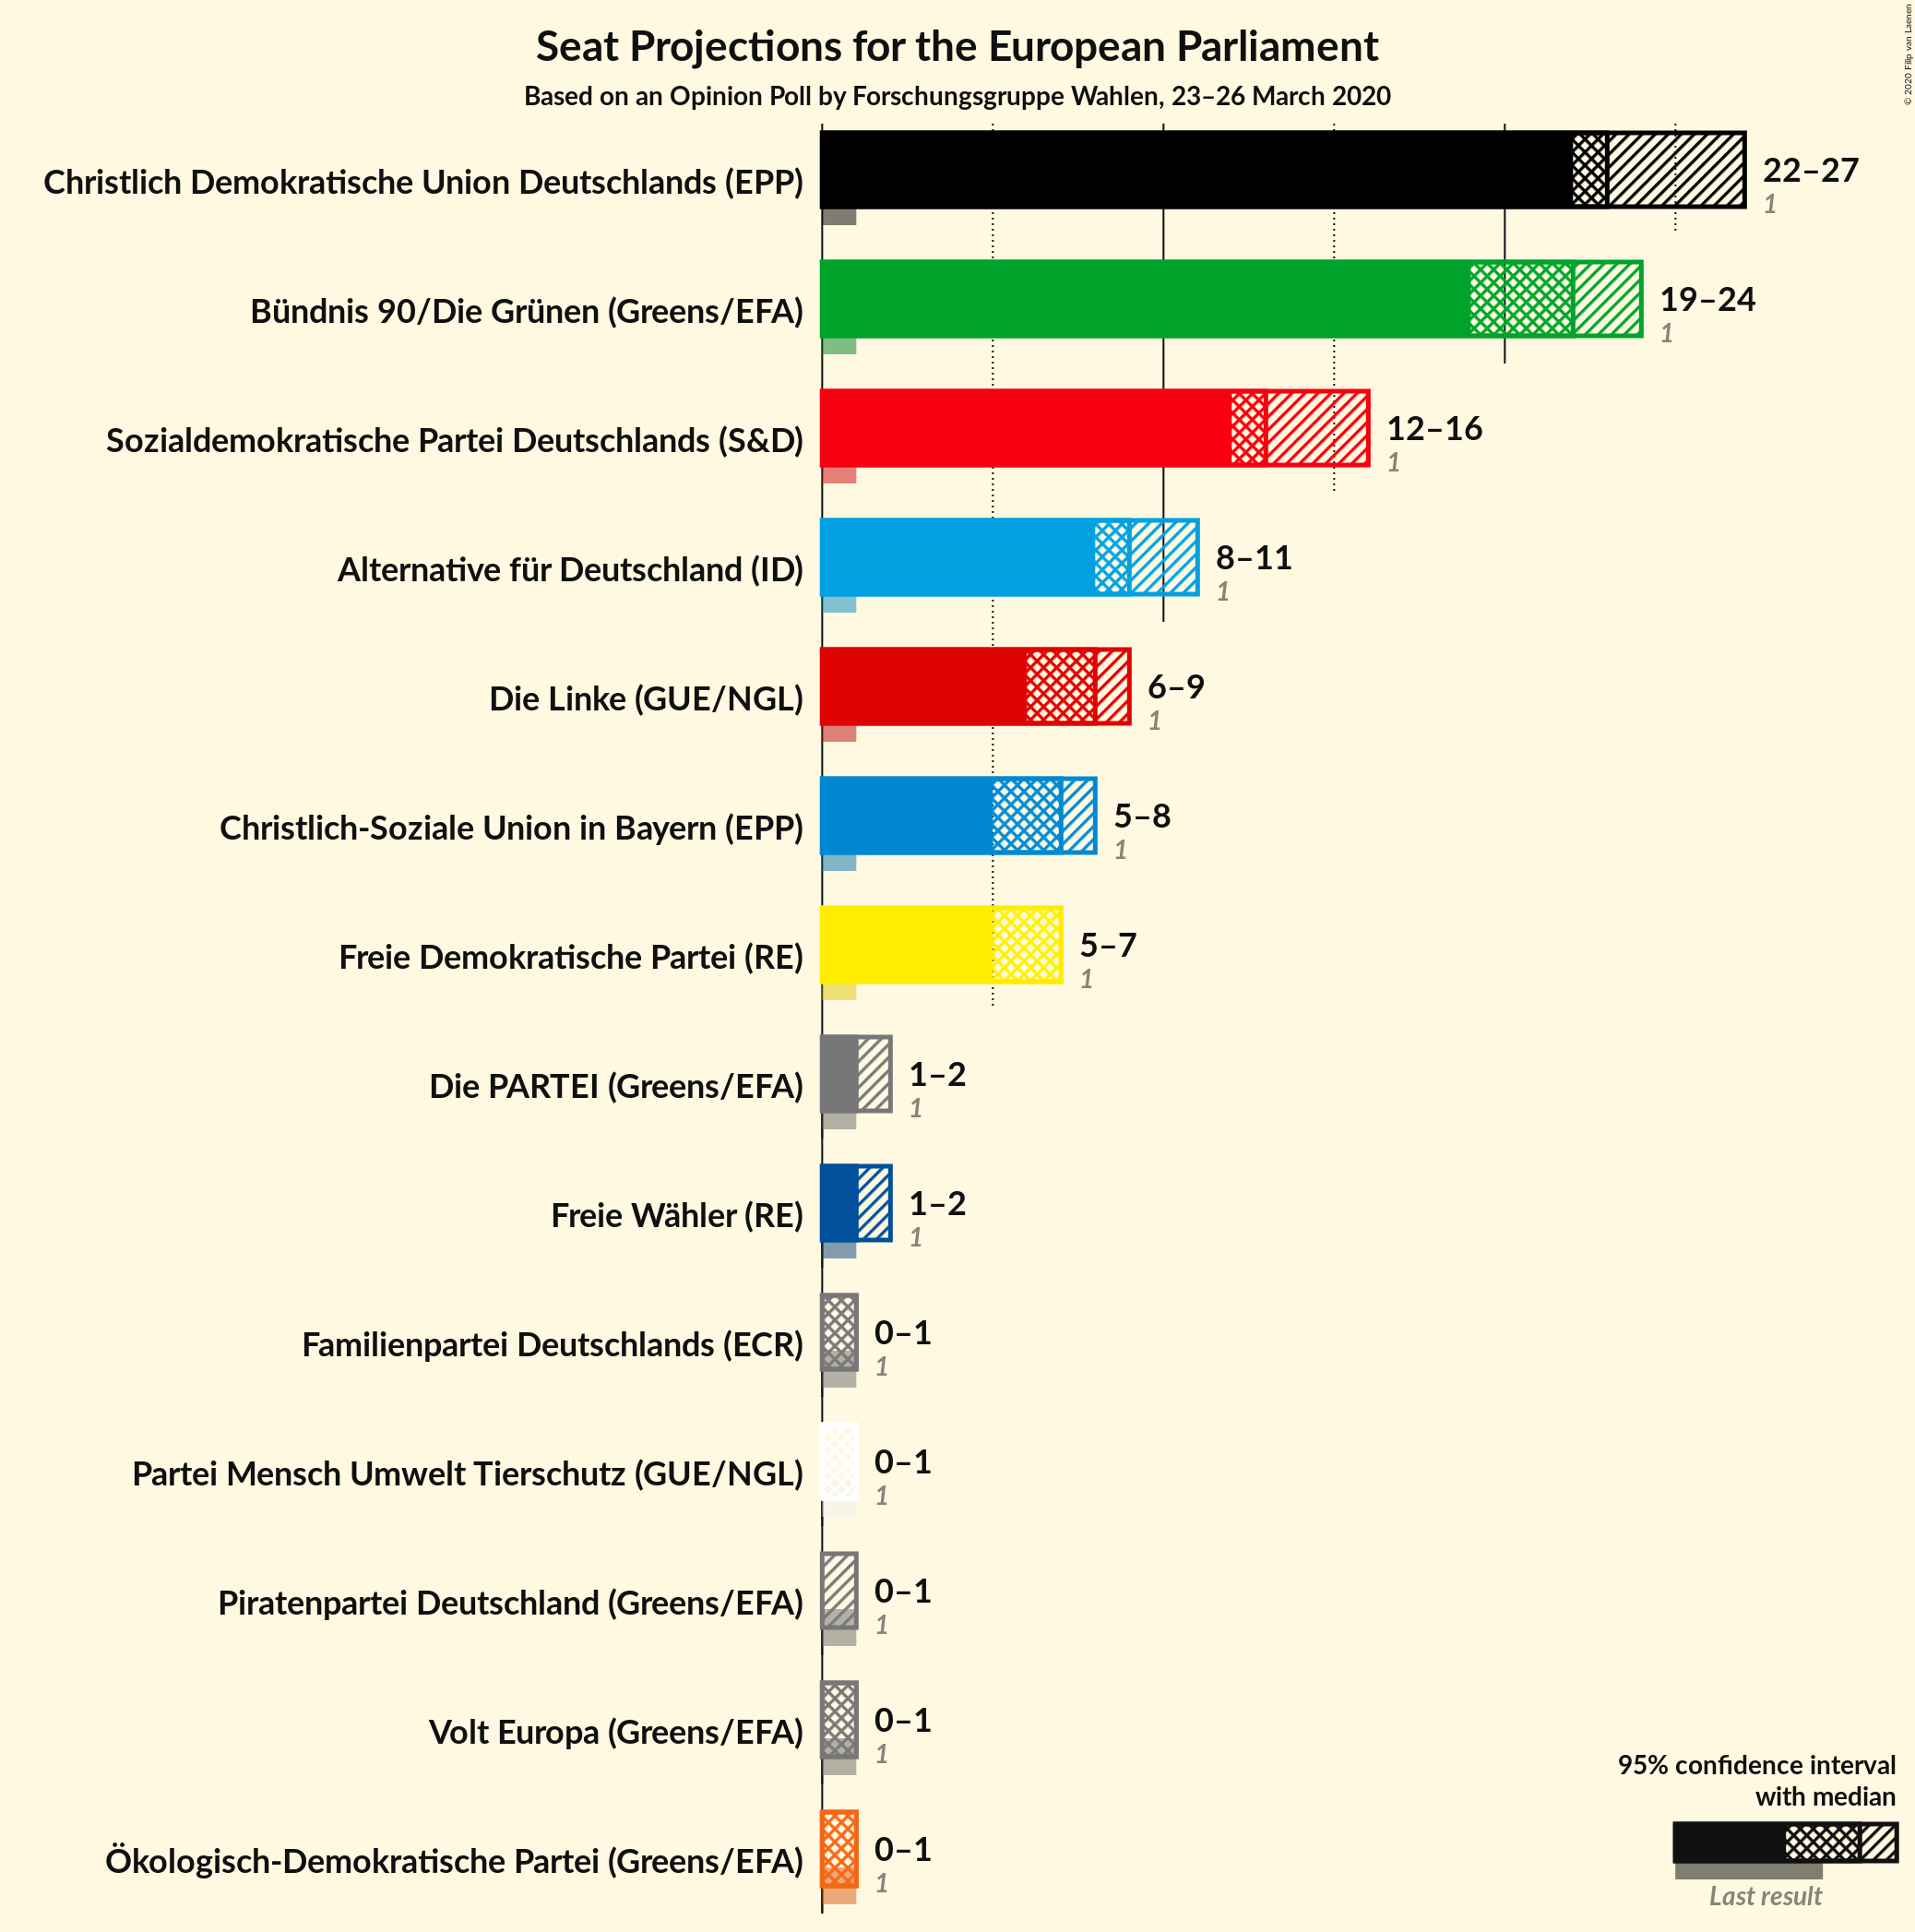 Seat Projections for the European Parliament
Based on an Opinion Poll by Forschungsgruppe Wahlen, 23–26 March 2020
© 2020 Filip van Laenen
Christlich Demokratische Union Deutschlands (EPP)
22–27
1
Bündnis 90/Die Grünen (Greens/EFA)
19–24
1
Sozialdemokratische Partei Deutschlands (S&D)
12–16
1
Alternative für Deutschland (ID)
8–11
1
Die Linke (GUE/NGL)
6–9
1
Christlich-Soziale Union in Bayern (EPP)
5–8
1
Freie Demokratische Partei (RE)
5–7
1
Die PARTEI (Greens/EFA)
1–2
1
Freie Wähler (RE)
1–2
1
Familienpartei Deutschlands (ECR)
0–1
1
Partei Mensch Umwelt Tierschutz (GUE/NGL)
0–1
1
Piratenpartei Deutschland (Greens/EFA)
0–1
1
Volt Europa (Greens/EFA)
0–1
1
Ökologisch-Demokratische Partei (Greens/EFA)
0–1
1
95% confidence interval
with median
Last result